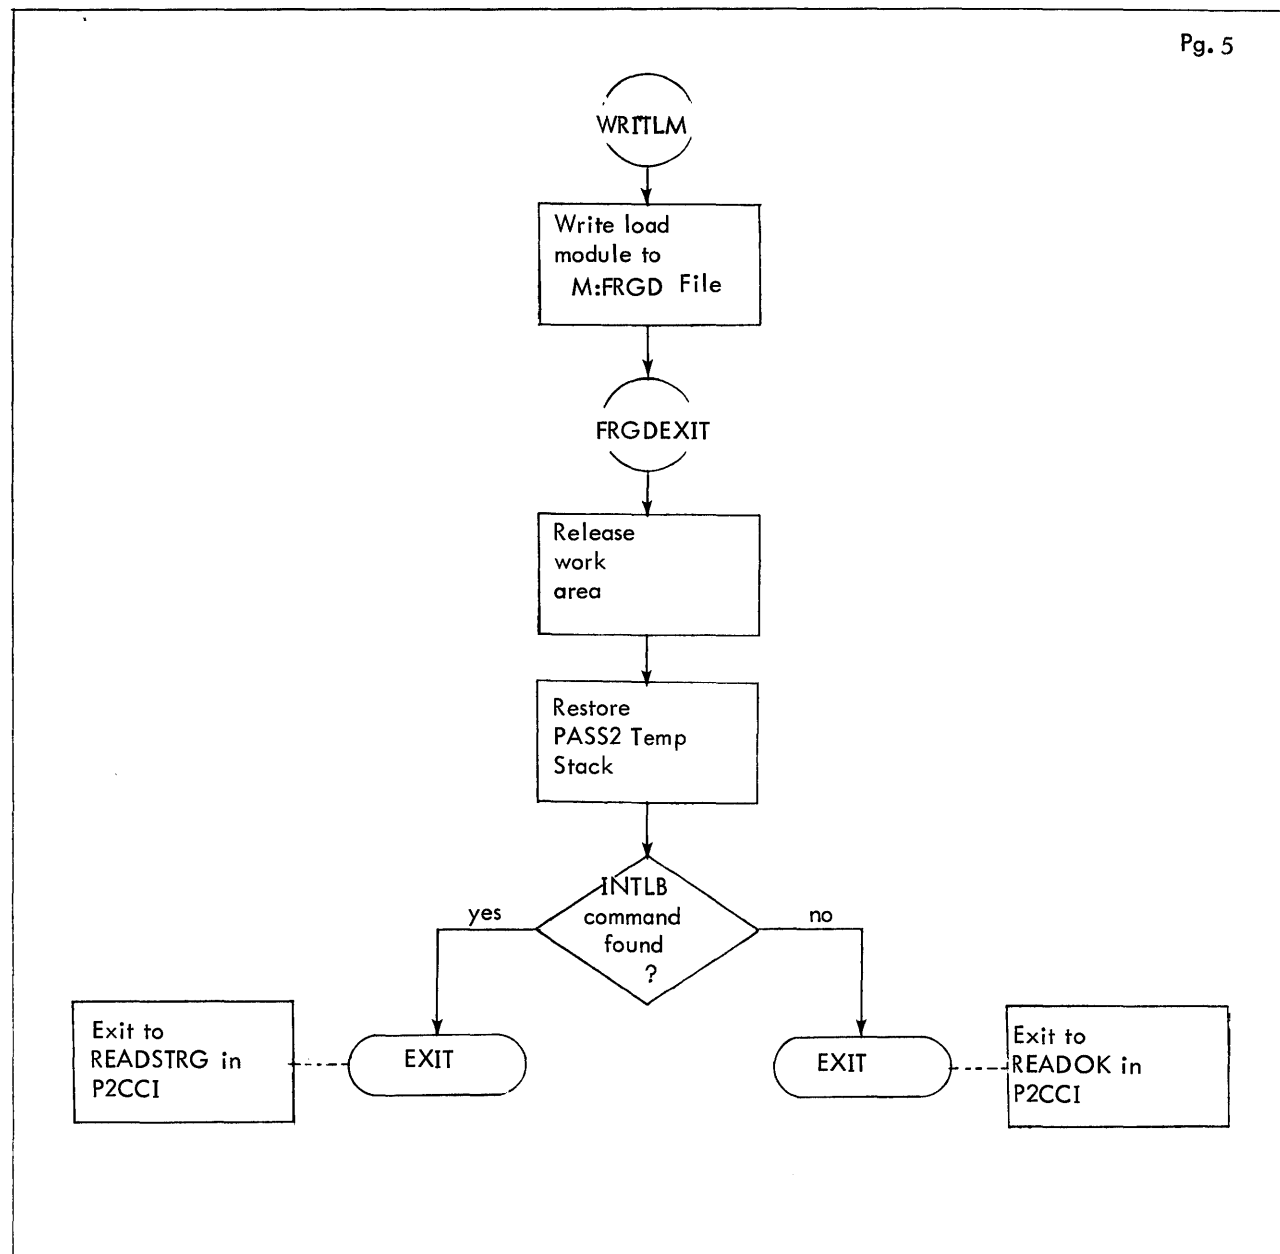 Pg. 5
WRITLM
Write load
module to
M:FRGD File
FRGDEXIT
Release
work
area
Restore
PASS2 Temp
Stack
INTLB
command
found
?
yes
no
Exit to
READSTRG in
P2CCI
EXIT
EXIT
Exit to
READOK in
P2CCI